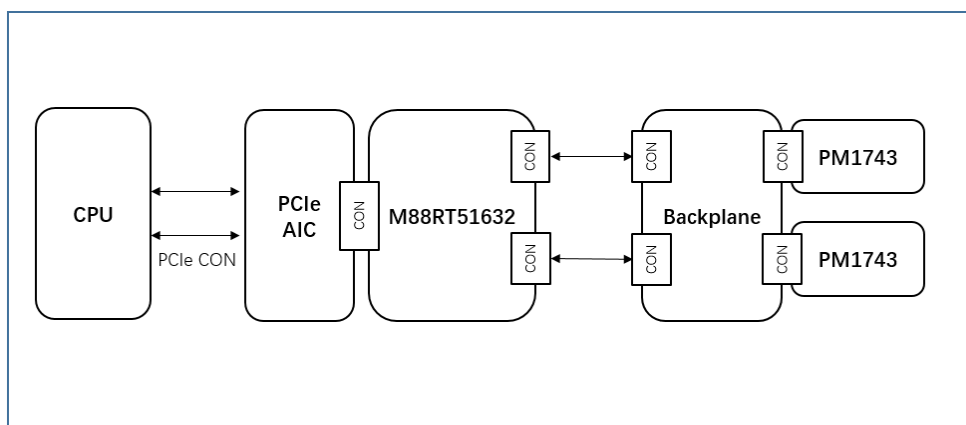 CPU
PCIe CON
PCIe
AIC
CON
M88RT51632
CON
CON
CON
CON
Backplane
CON
CON
PM1743
PM1743